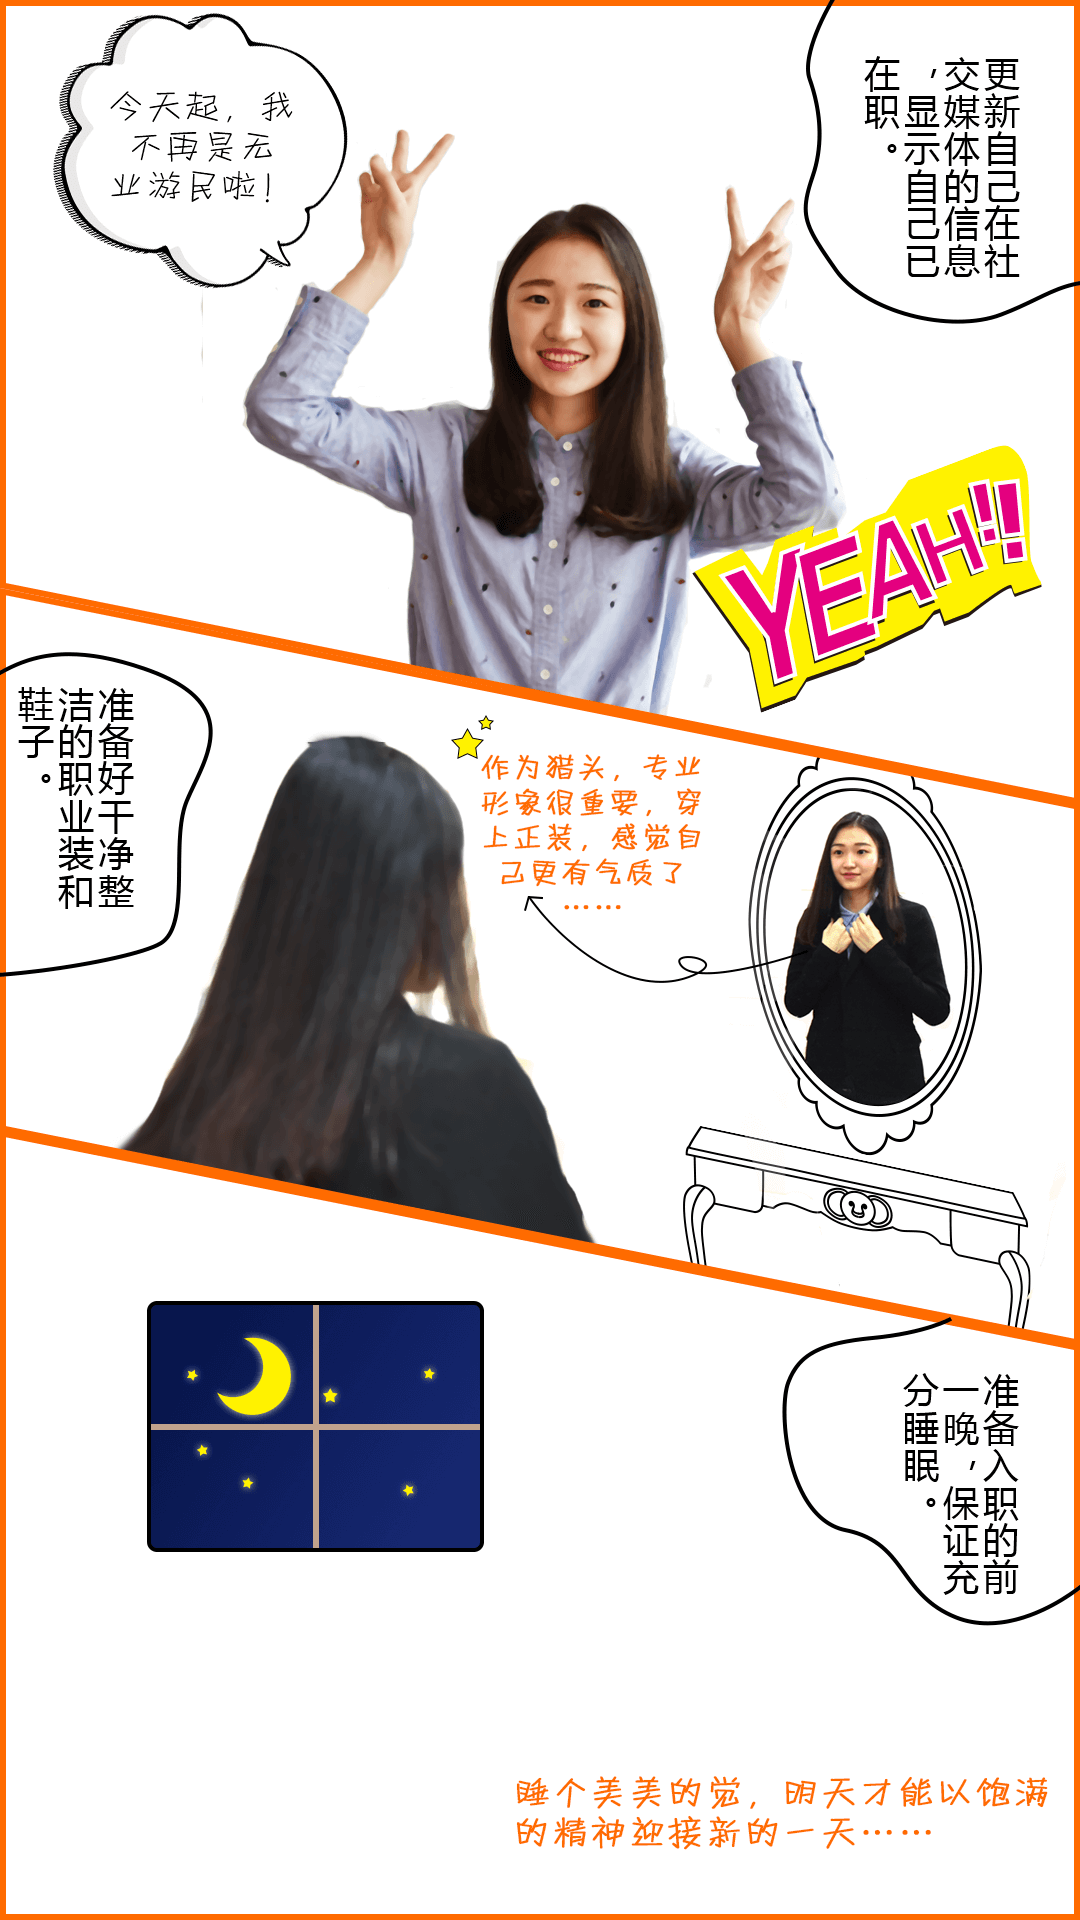 今天起，我
不再是无
业游民啦！
更新自己在社
交媒体的信息
，显示自己已
在职。
YEAH!!
准备好干净整
洁的职业装和
鞋子。
作为猎头，专业
形象很重要，穿
上正装，感觉自
己更有气质了
……
准备入职的前
一晚，保证充
分睡眠。
睡个美美的觉，明天才能以饱满
的精神迎接新的一天……